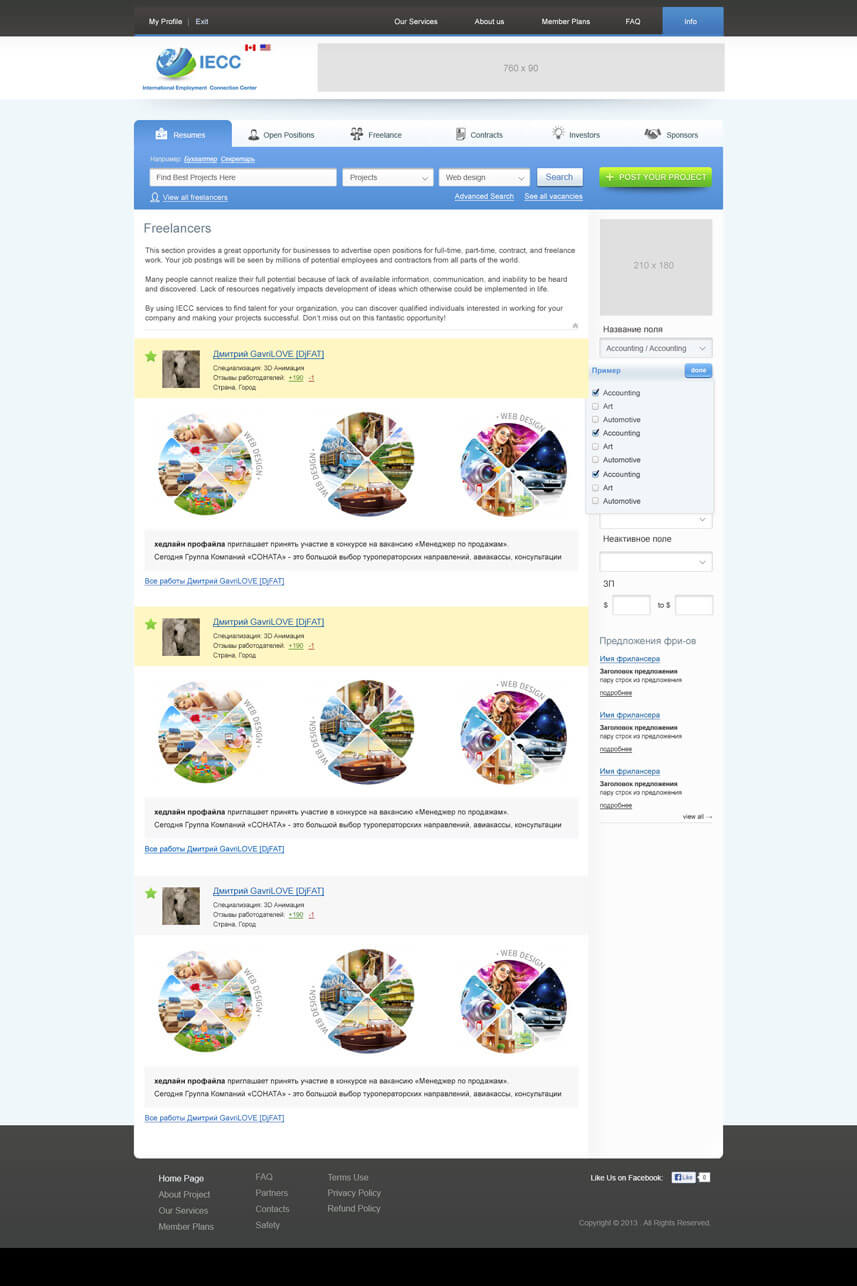 My Profile | Exit
Our Services
About us
Member Plans
FAQ
Info
IECC
International Employment Connection Center
760 x 90
Resumes
Open Positions
Freelance
Contracts
Investors
Sponsors
Например: Бухгалтер Секретарь
Find Best Projects Here
Projects
Web design
Search
+ POST YOUR PROJECT
View all freelancers
Advanced Search
See all vacancies
Freelancers
This section provides a great opportunity for businesses to advertise open positions for full-time, part-time, contract, and freelance
work. Your job postings will be seen by millions of potential employees and contractors from all parts of the world.
Many people cannot realize their full potential because of lack of available information, communication, and inability to be heard
and discovered. Lack of resources negatively impacts development of ideas which otherwise could be implemented in life.
By using IECC services to find talent for your organization, you can discover qualified individuals interested in working for your
company and making your projects successful. Don't miss out on this fantastic opportunity!
Дмитрий GavriLOVE [DjFAT]
Специализация: 3D Анимация
Отзывы работодателей: +190 -1
Страна, Город
· WEB DESIGN ·
WEB DESIGN ·
· WEB DESIGN ·
хедлайн профайла приглашает принять участие в конкурсе на вакансию «Менеджер по продажам».
Сегодня Группа Компаний «СОНАТА» - это большой выбор туроператорских направлений, авиакассы, консультации
Все работы Дмитрий GavriLOVE [DjFAT]
Дмитрий GavriLOVE [DjFAT]
Специализация: 3D Анимация
Отзывы работодателей: +190 -1
Страна, Город
· WEB DESIGN ·
WEB DESIGN ·
· WEB DESIGN ·
хедлайн профайла приглашает принять участие в конкурсе на вакансию «Менеджер по продажам».
Сегодня Группа Компаний «СОНАТА» - это большой выбор туроператорских направлений, авиакассы, консультации
Все работы Дмитрий GavriLOVE [DjFAT]
Дмитрий GavriLOVE [DjFAT]
Специализация: 3D Анимация
Отзывы работодателей: +190 -1
Страна, Город
· WEB DESIGN ·
WEB DESIGN ·
· WEB DESIGN ·
хедлайн профайла приглашает принять участие в конкурсе на вакансию «Менеджер по продажам».
Сегодня Группа Компаний «СОНАТА» - это большой выбор туроператорских направлений, авиакассы, консультации
Все работы Дмитрий GavriLOVE [DjFAT]
210 x 180
Название поля
Accounting / Accounting
Пример
done
Accounting
Art
Automotive
Accounting
Art
Automotive
Accounting
Art
Automotive
Неактивное поле
ЗП
$
to $
Предложения фри-ов
Имя фрилансера
Заголовок предложения
пару строк из предложения
подробнее
Имя фрилансера
Заголовок предложения
пару строк из предложения
подробнее
Имя фрилансера
Заголовок предложения
пару строк из предложения
подробнее
view all →
Home Page
About Project
Our Services
Member Plans
FAQ
Partners
Contacts
Safety
Terms Use
Privacy Policy
Refund Policy
Like Us on Facebook:
Like
0
Copyright © 2013 . All Rights Reserved.